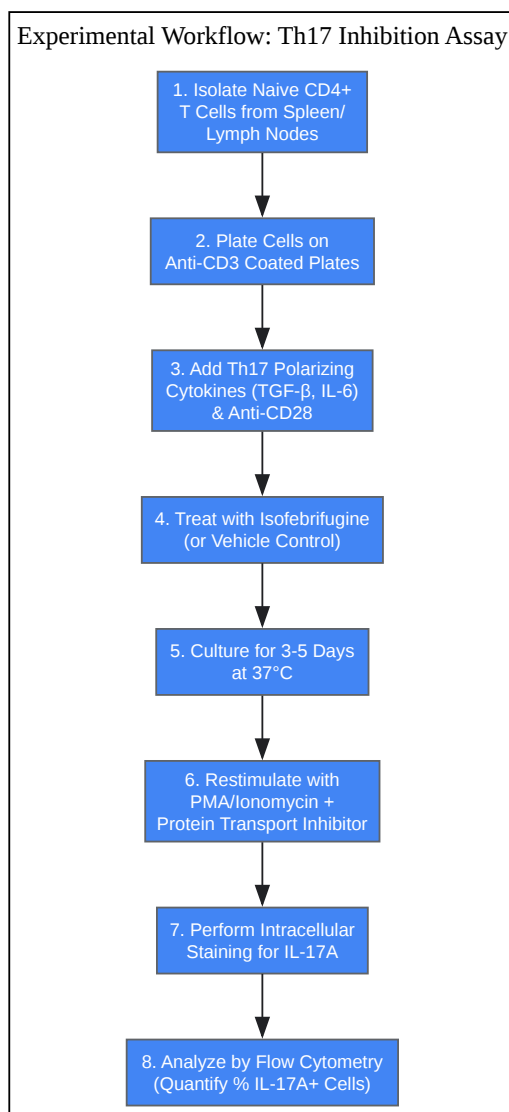 Experimental Workflow: Th17 Inhibition Assay
1. Isolate Naive CD4+
T Cells from Spleen/
Lymph Nodes
2. Plate Cells on
Anti-CD3 Coated Plates
3. Add Th17 Polarizing
Cytokines (TGF-β, IL-6)
& Anti-CD28
4. Treat with Isofebrifugine
(or Vehicle Control)
5. Culture for 3-5 Days
at 37°C
6. Restimulate with
PMA/Ionomycin +
Protein Transport Inhibitor
7. Perform Intracellular
Staining for IL-17A
8. Analyze by Flow Cytometry
(Quantify % IL-17A+ Cells)